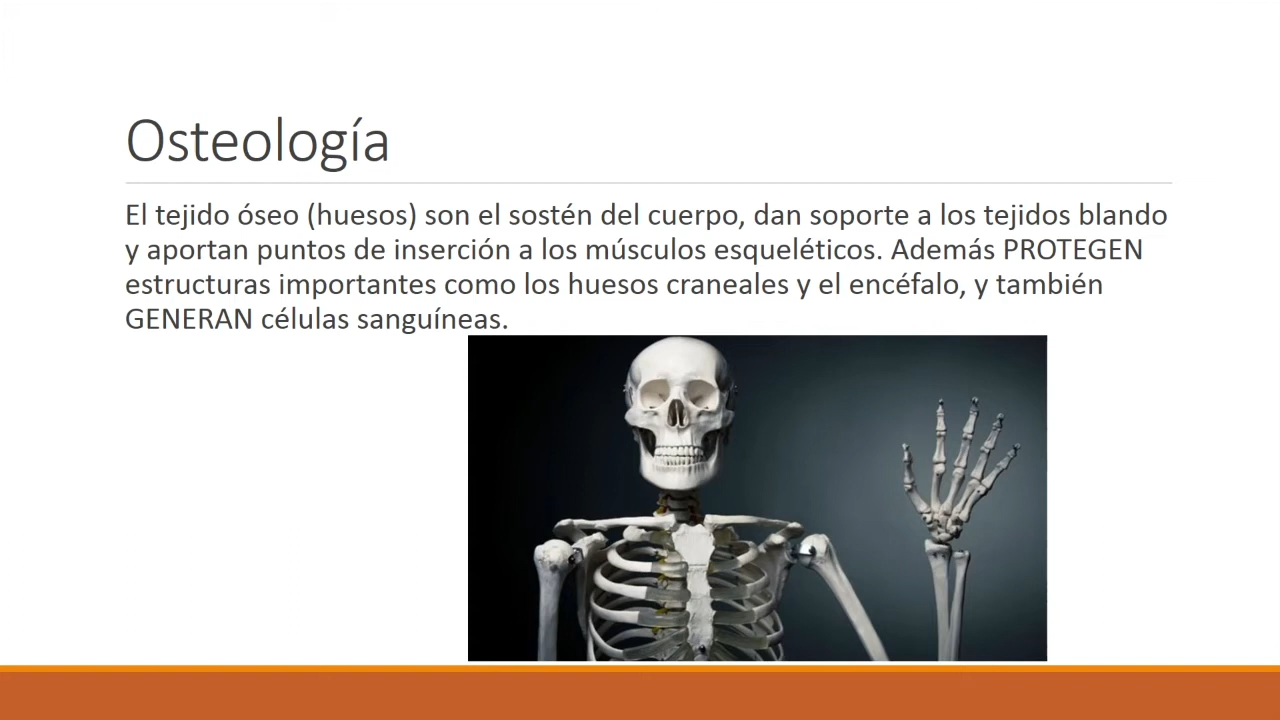 Osteología
El tejido óseo (huesos) son el sostén del cuerpo, dan soporte a los tejidos blando
y aportan puntos de inserción a los músculos esqueléticos. Además PROTEGEN
estructuras importantes como los huesos craneales y el encéfalo, y también
GENERAN células sanguíneas.